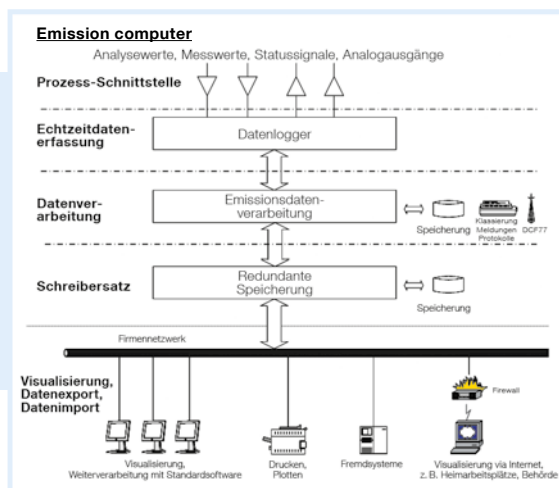 Emission computer
Analysewerte, Messwerte, Statussignale, Analogausgänge
Prozess-Schnittstelle
Echtzeitdaten-
erfassung
Datenlogger
Datenver-
arbeitung
Emissionsdaten-
verarbeitung
Speicherung
Klassierung
Meldungen
Protokolle
DCF77
Schreibersatz
Redundante
Speicherung
Speicherung
Firmennetzwerk
Visualisierung,
Datenexport,
Datenimport
Firewall
Visualisierung,
Weiterverarbeitung mit Standardsoftware
Drucken,
Plotten
Fremdsysteme
Visualisierung via Internet,
z. B. Heimarbeitsplätze, Behörde